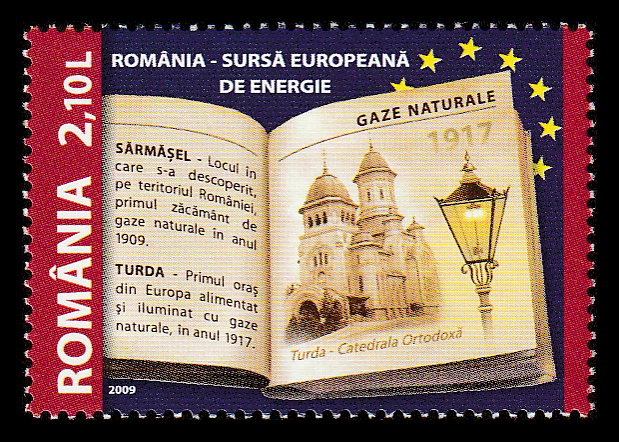 ROMÂNIA 2,10 L
ROMÂNIA - SURSĂ EUROPEANĂ
DE ENERGIE
SĂRMĂŞEL - Locul în
care s-a descoperit,
pe teritoriul României,
primul zăcământ de
gaze naturale în anul
1909.
TURDA - Primul oraş
din Europa alimentat
şi iluminat cu gaze
naturale, în anul 1917.
GAZE NATURALE
1917
Turda - Catedrala Ortodoxă
2009